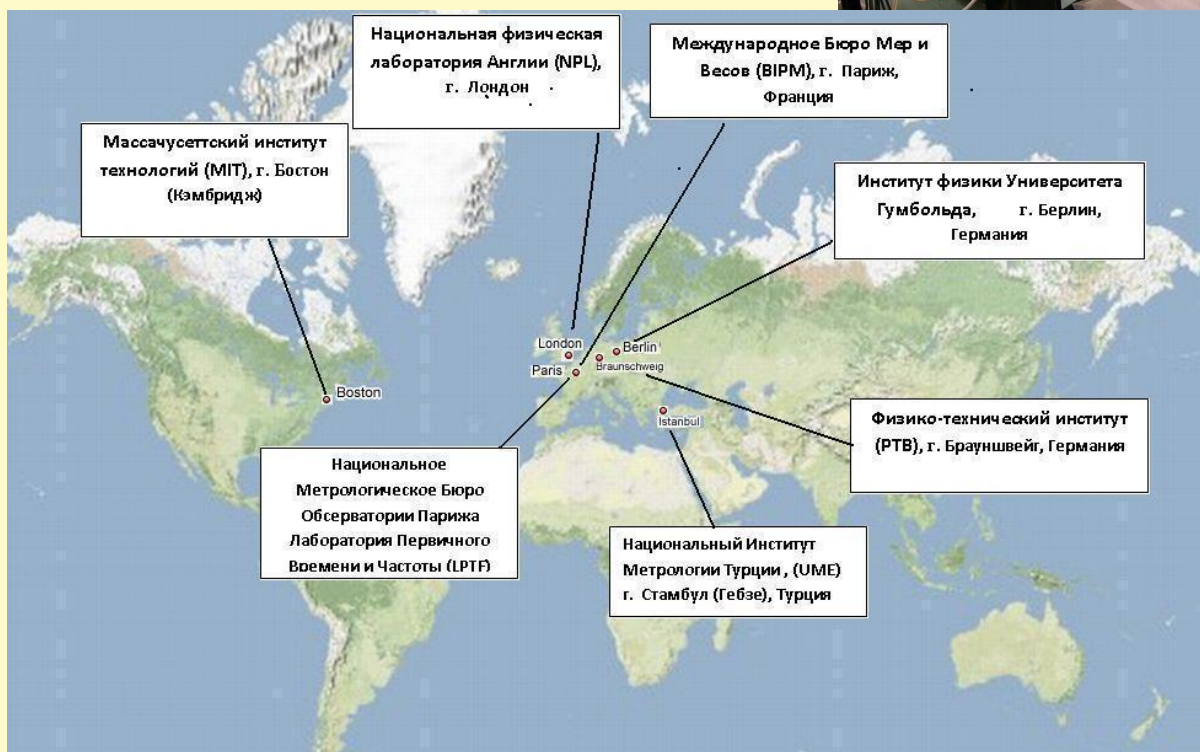 Национальная физическая
лаборатория Англии (NPL),
г. Лондон
Международное Бюро Мер и
Весов (BIPM), г. Париж,
Франция
Массачусеттский институт
технологий (MIT), г. Бостон
(Кэмбридж)
Институт физики Университета
Гумбольда, г. Берлин,
Германия
London
Berlin
Braunschweig
Paris
Boston
Istanbul
Физико-технический институт
(PTB), г. Брауншвейг, Германия
Национальное
Метрологическое Бюро
Обсерватории Парижа
Лаборатория Первичного
Времени и Частоты (LPTF)
Национальный Институт
Метрологии Турции , (UME)
г. Стамбул (Гебзе), Турция